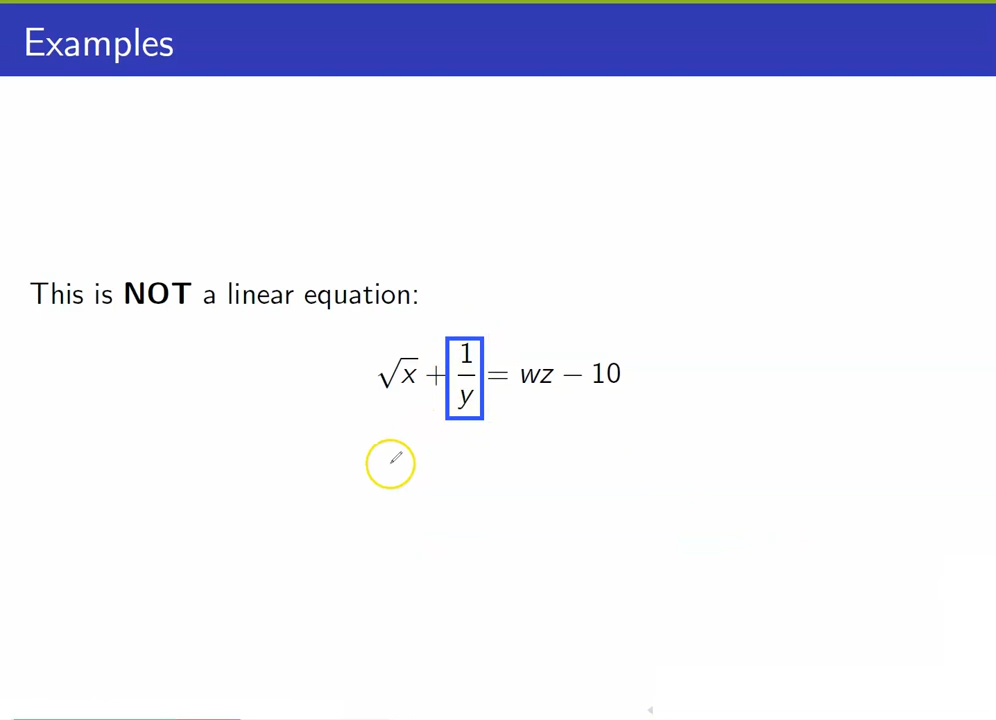 Examples
This is NOT a linear equation:
√x + 1/y = wz − 10